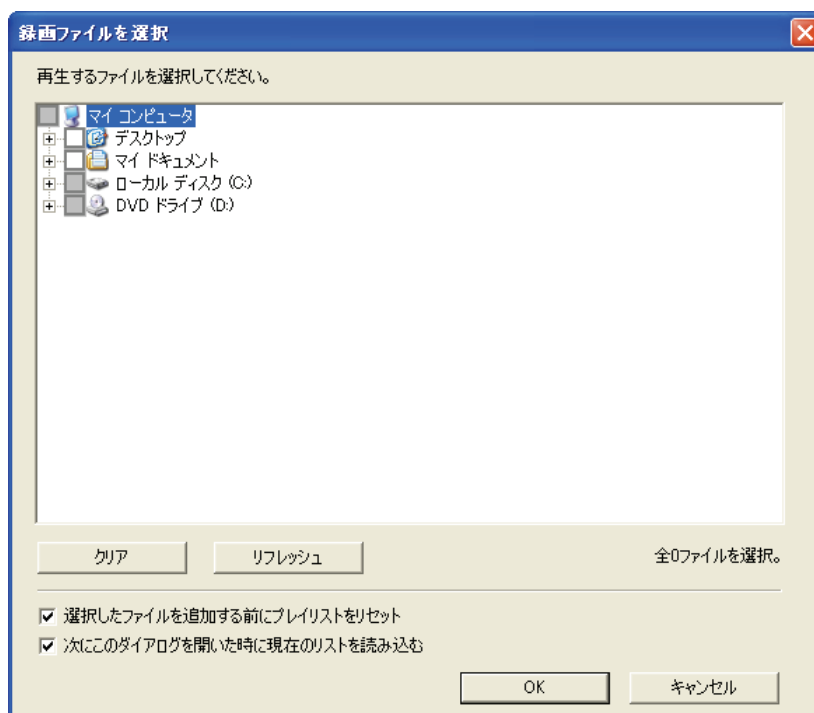 録画ファイルを選択
再生するファイルを選択してください。
マイ コンピュータ
デスクトップ
マイ ドキュメント
ローカル ディスク (C:)
DVD ドライブ (D:)
クリア リフレッシュ 全0ファイルを選択。
選択したファイルを追加する前にプレイリストをリセット
次にこのダイアログを開いた時に現在のリストを読み込む
OK キャンセル